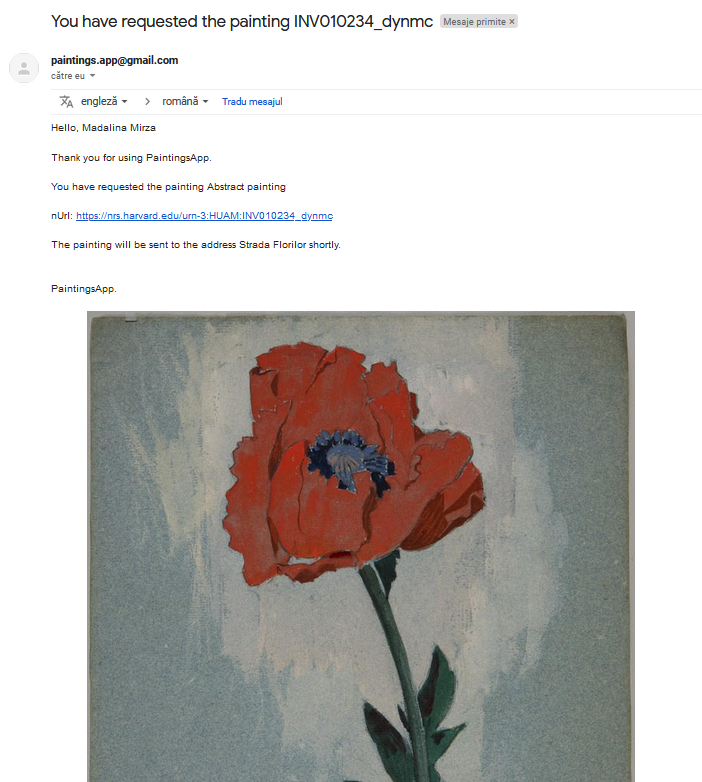 You have requested the painting INV010234_dynmc Mesaje primite ×
paintings.app@gmail.com
către eu
engleză > română Tradu mesajul
Hello, Madalina Mirza
Thank you for using PaintingsApp.
You have requested the painting Abstract painting
nUrl: https://nrs.harvard.edu/urn-3:HUAM:INV010234_dynmc
The painting will be sent to the address Strada Florilor shortly.
PaintingsApp.